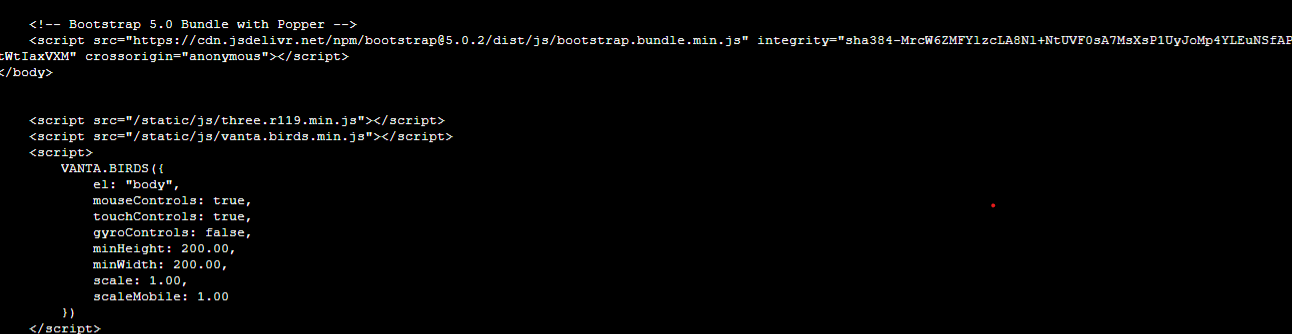 <!-- Bootstrap 5.0 Bundle with Popper -->
<script src="https://cdn.jsdelivr.net/npm/bootstrap@5.0.2/dist/js/bootstrap.bundle.min.js" integrity="sha384-MrcW6ZMFYlzcLA8Nl+NtUVF0sA7MsXsP1UyJoMp4YLEuNSfAP
tWtIaxVXM" crossorigin="anonymous"></script>
</body>
<script src="/static/js/three.r119.min.js"></script>
<script src="/static/js/vanta.birds.min.js"></script>
<script>
VANTA.BIRDS({
el: "body",
mouseControls: true,
touchControls: true,
gyroControls: false,
minHeight: 200.00,
minWidth: 200.00,
scale: 1.00,
scaleMobile: 1.00
})
</script>